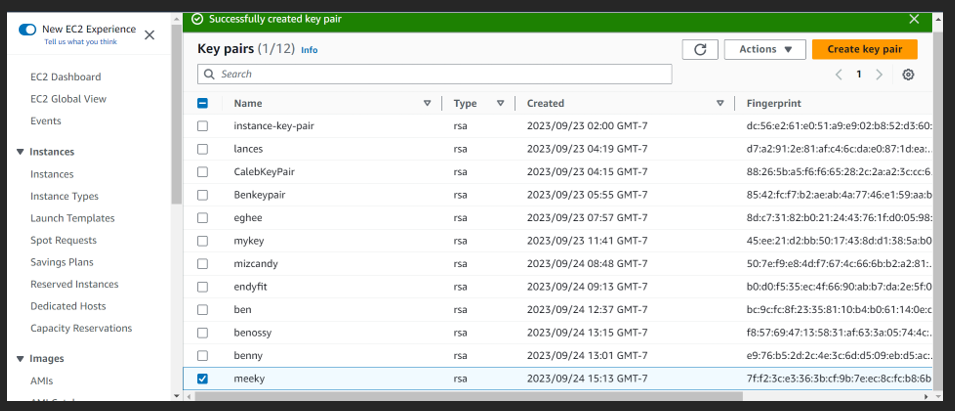 New EC2 Experience
Tell us what you think
EC2 Dashboard
EC2 Global View
Events
Instances
Instances
Instance Types
Launch Templates
Spot Requests
Savings Plans
Reserved Instances
Dedicated Hosts
Capacity Reservations
Images
AMIs
Successfully created key pair
Key pairs (1/12) Info
Actions
Create key pair
Search
1
Name Type Created Fingerprint
instance-key-pair rsa 2023/09/23 02:00 GMT-7 dc:56:e2:61:e0:51:a9:e9:02:b8:52:d3:60:
lances rsa 2023/09/23 04:19 GMT-7 d7:a2:91:2e:81:af:c4:6c:da:e0:87:1d:ea:...
CalebKeyPair rsa 2023/09/23 04:15 GMT-7 88:26:5b:a5:f6:f6:65:28:2c:2a:a2:3c:cc:6...
Benkeypair rsa 2023/09/23 05:55 GMT-7 85:42:fc:f7:b2:ae:ab:4a:77:46:e1:59:aa:b
eghee rsa 2023/09/23 07:57 GMT-7 8d:c7:31:82:b0:21:24:43:76:1f:d0:05:98:
mykey rsa 2023/09/23 11:41 GMT-7 45:ee:21:d2:bb:50:17:43:8d:d1:38:5a:b0
mizcandy rsa 2023/09/24 08:48 GMT-7 50:7e:f9:e8:4d:f7:67:4c:66:6b:b2:a2:81:...
endyfit rsa 2023/09/24 09:13 GMT-7 b0:d0:f5:35:ec:4f:66:90:ab:b7:da:2e:5f:0
ben rsa 2023/09/24 12:37 GMT-7 bc:9c:fc:8f:23:35:81:10:b4:b0:61:14:0e:c
benossy rsa 2023/09/24 13:15 GMT-7 f8:57:69:47:13:58:31:af:63:3a:05:74:4c:...
benny rsa 2023/09/24 13:01 GMT-7 e9:76:b5:2d:2c:4e:3c:6d:d5:09:eb:d5:ac:...
meeky rsa 2023/09/24 15:13 GMT-7 7f:f2:3c:e3:36:3b:cf:9b:7e:ec:8c:fc:b8:6b